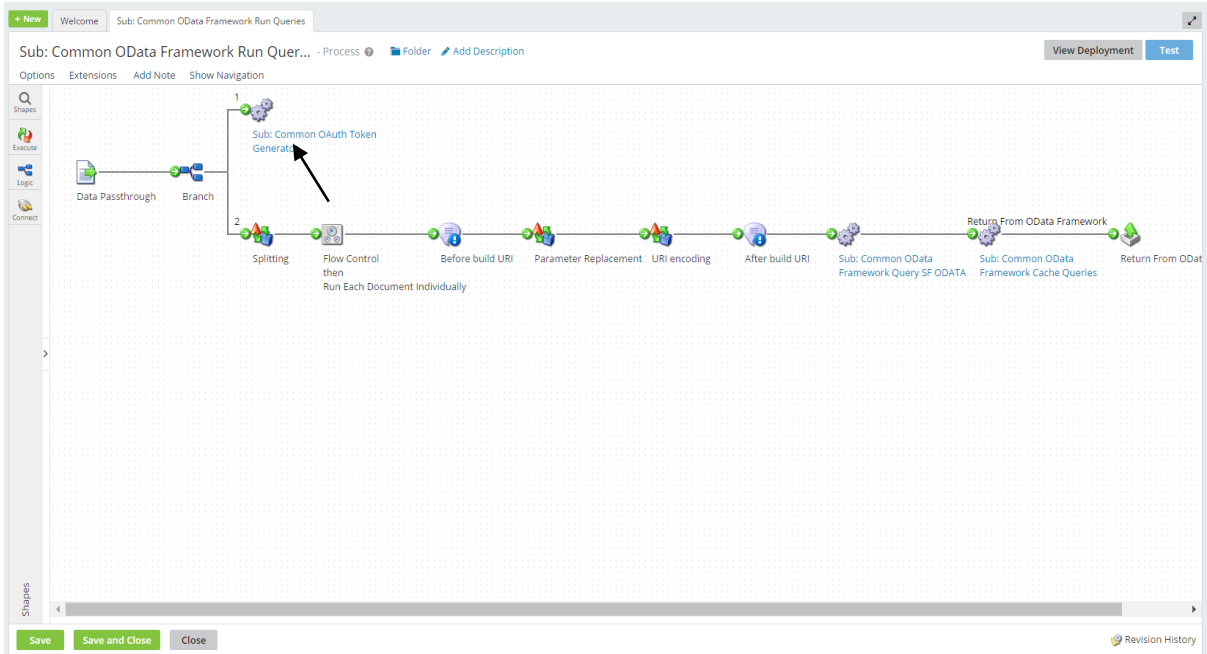 + New
Welcome
Sub: Common OData Framework Run Queries
Sub: Common OData Framework Run Quer... - Process
Folder
Add Description
View Deployment
Test
Options
Extensions
Add Note
Show Navigation
Shapes
Execute
Logic
Connect
1
Sub: Common OAuth Token
Generator
Data Passthrough
Branch
2
Return From OData Framework
Splitting
Flow Control
then
Run Each Document Individually
Before build URI
Parameter Replacement
URI encoding
After build URI
Sub: Common OData
Framework Query SF ODATA
Sub: Common OData
Framework Cache Queries
Return From ODat
Shapes
Save
Save and Close
Close
Revision History